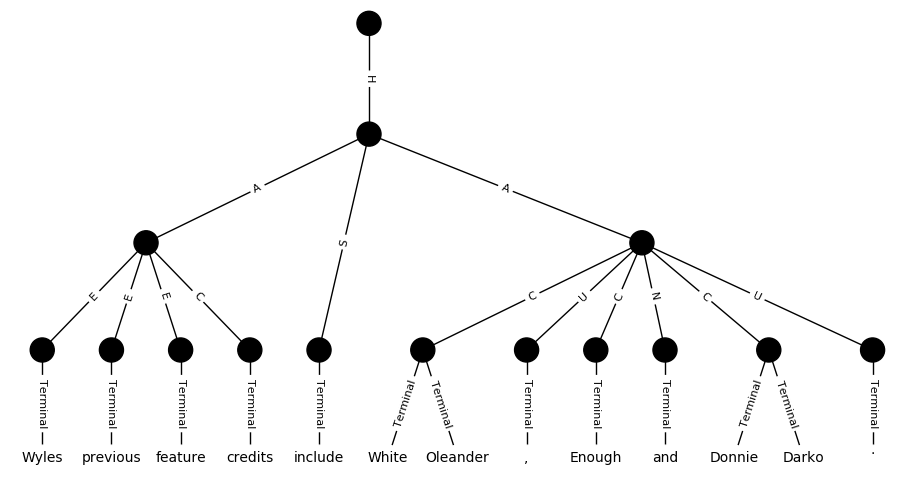 H
A S A
E E E C C U C N C U
Terminal Terminal Terminal Terminal Terminal Terminal Terminal Terminal Terminal Terminal Terminal Terminal Terminal
Wyles previous feature credits include White Oleander , Enough and Donnie Darko .